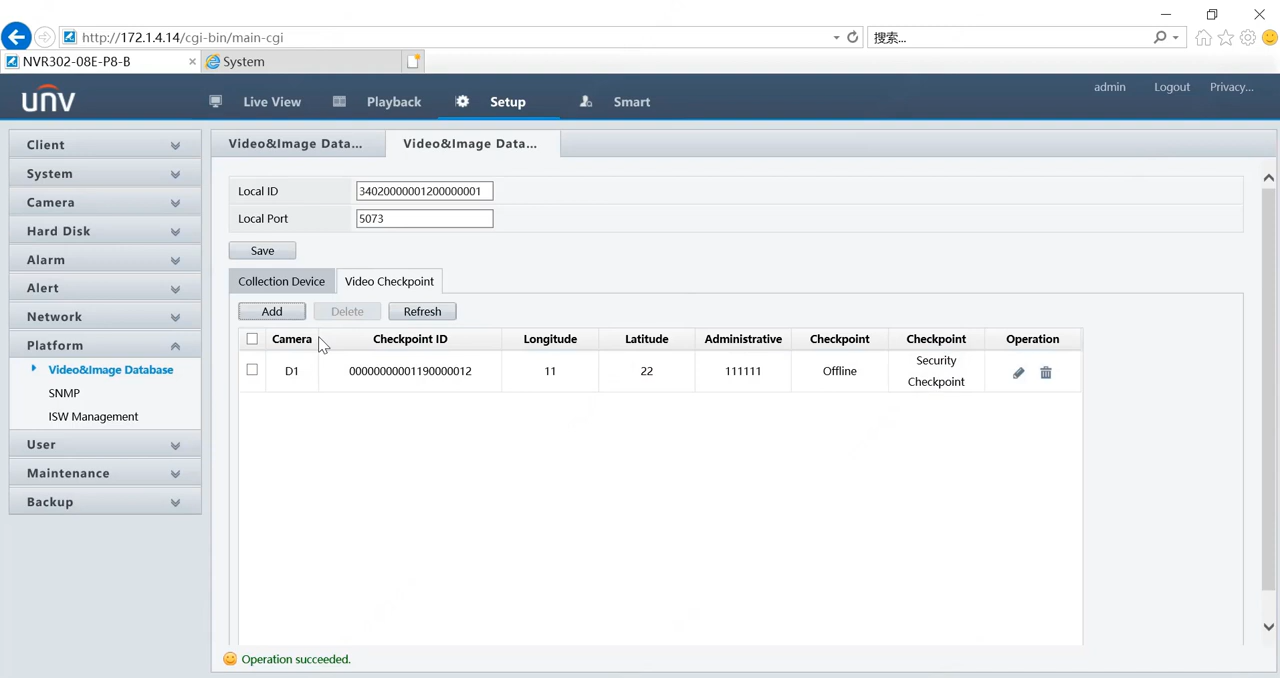 http://172.1.4.14/cgi-bin/main-cgi
搜索...
NVR302-08E-P8-B
System
unv
Live View
Playback
Setup
Smart
admin
Logout
Privacy...
Client
System
Camera
Hard Disk
Alarm
Alert
Network
Platform
Video&Image Database
SNMP
ISW Management
User
Maintenance
Backup
Video&Image Data...
Video&Image Data...
Local ID
34020000001200000001
Local Port
5073
Save
Collection Device
Video Checkpoint
Add
Delete
Refresh
Camera Checkpoint ID Longitude Latitude Administrative Checkpoint Checkpoint Operation
D1 00000000001190000012 11 22 111111 Offline Security
Checkpoint
Operation succeeded.